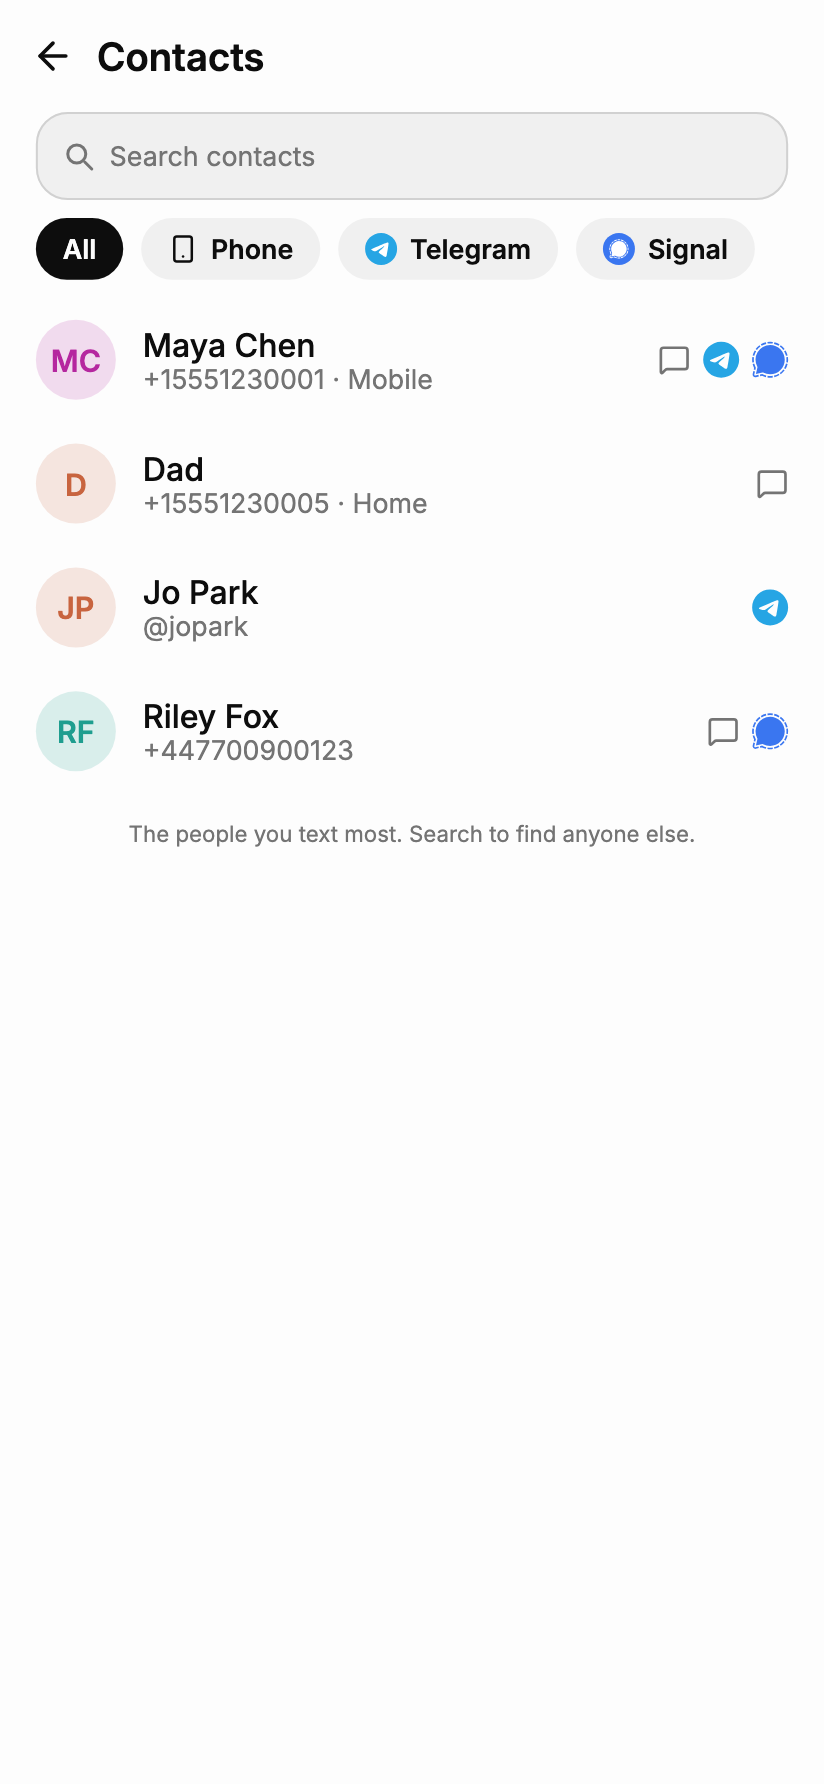 Contacts
Search contacts
All
Phone
Telegram
Signal
MC
Maya Chen
+15551230001 · Mobile
D
Dad
+15551230005 · Home
JP
Jo Park
@jopark
RF
Riley Fox
+447700900123
The people you text most. Search to find anyone else.